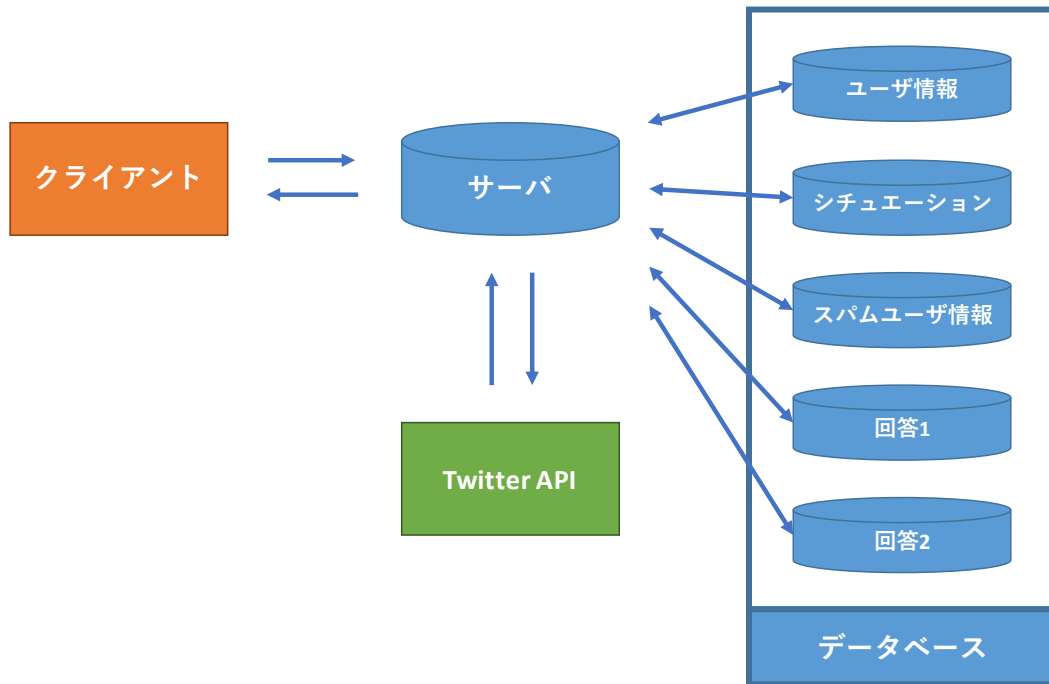 クライアント
サーバ
Twitter API
ユーザ情報
シチュエーション
スパムユーザ情報
回答1
回答2
データベース